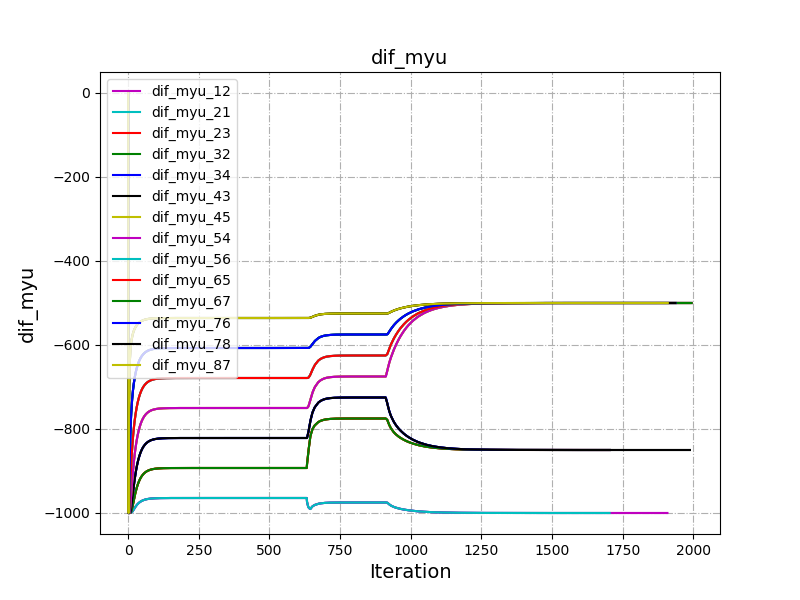 dif_myu
dif_myu
0
−200
−400
−600
−800
−1000
dif_myu_12
dif_myu_21
dif_myu_23
dif_myu_32
dif_myu_34
dif_myu_43
dif_myu_45
dif_myu_54
dif_myu_56
dif_myu_65
dif_myu_67
dif_myu_76
dif_myu_78
dif_myu_87
0 250 500 750 1000 1250 1500 1750 2000
Iteration